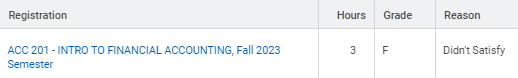 Registration Hours Grade Reason
ACC 201 - INTRO TO FINANCIAL ACCOUNTING, Fall 2023 3 F Didn't Satisfy
Semester